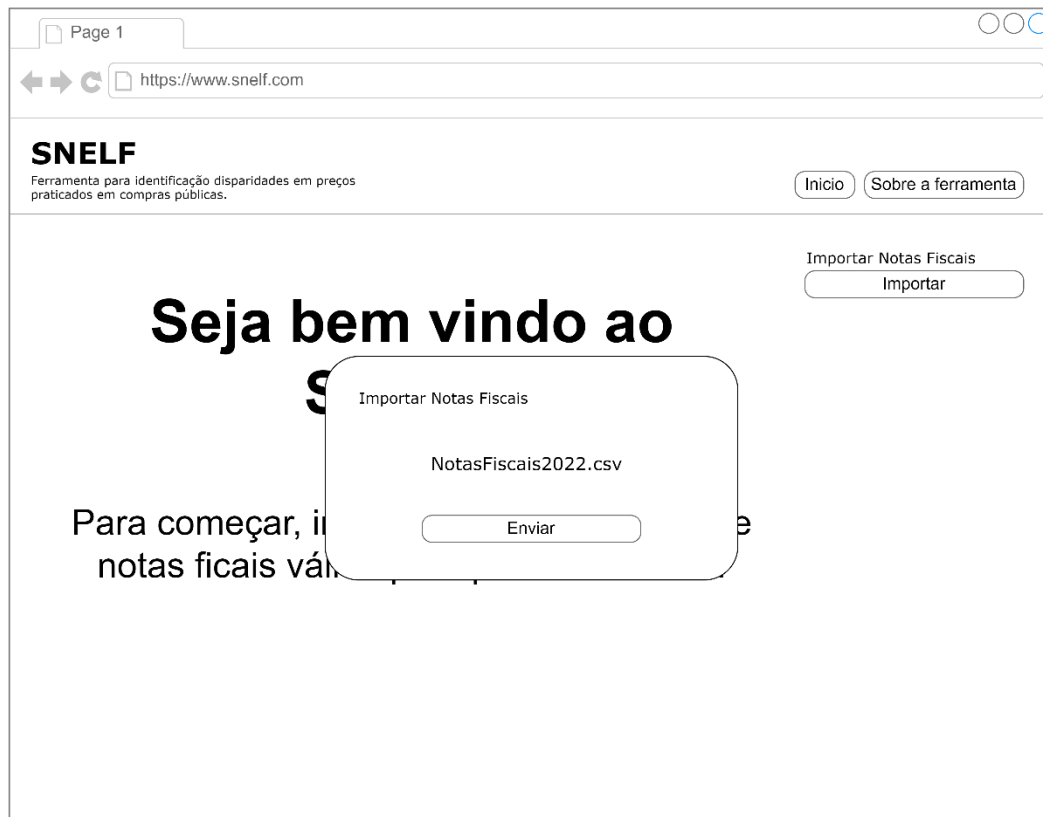 Page 1
https://www.snelf.com
SNELF
Ferramenta para identificação disparidades em preços
praticados em compras públicas.
Inicio
Sobre a ferramenta
Importar Notas Fiscais
Importar
Seja bem vindo ao
Importar Notas Fiscais
NotasFiscais2022.csv
Para começar,
Enviar
notas ficais